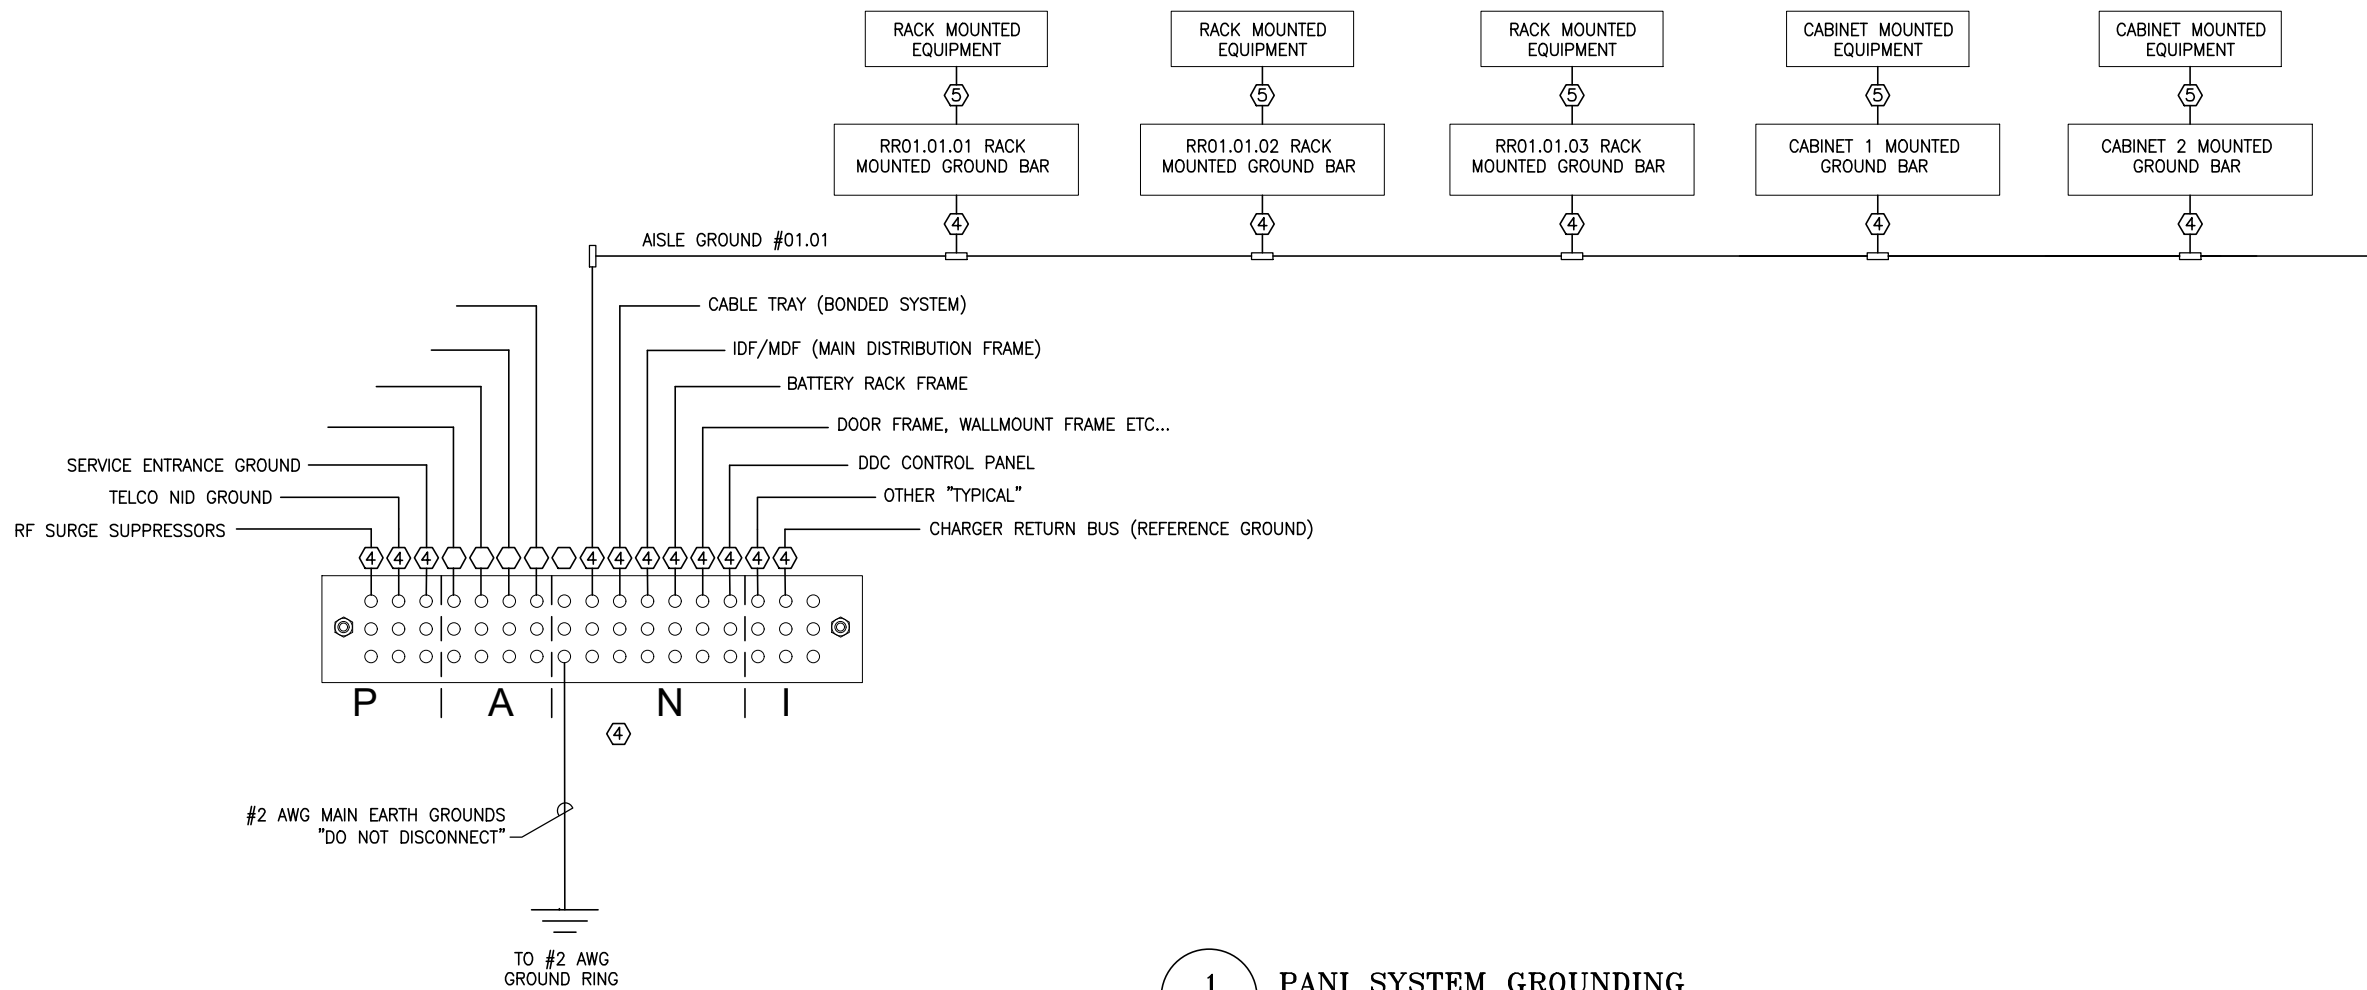 RACK MOUNTED
EQUIPMENT
RACK MOUNTED
EQUIPMENT
RACK MOUNTED
EQUIPMENT
CABINET MOUNTED
EQUIPMENT
CABINET MOUNTED
EQUIPMENT
5
5
5
5
5
RR01.01.01 RACK
MOUNTED GROUND BAR
RR01.01.02 RACK
MOUNTED GROUND BAR
RR01.01.03 RACK
MOUNTED GROUND BAR
CABINET 1 MOUNTED
GROUND BAR
CABINET 2 MOUNTED
GROUND BAR
4
4
4
4
4
AISLE GROUND #01.01
CABLE TRAY (BONDED SYSTEM)
IDF/MDF (MAIN DISTRIBUTION FRAME)
BATTERY RACK FRAME
DOOR FRAME, WALLMOUNT FRAME ETC...
SERVICE ENTRANCE GROUND
DDC CONTROL PANEL
TELCO NID GROUND
OTHER "TYPICAL"
RF SURGE SUPPRESSORS
CHARGER RETURN BUS (REFERENCE GROUND)
4 4 4 4 4 4 4 4 4 4 4
P A N I
4
#2 AWG MAIN EARTH GROUNDS
"DO NOT DISCONNECT"
TO #2 AWG
GROUND RING
1 PANI SYSTEM GROUNDING